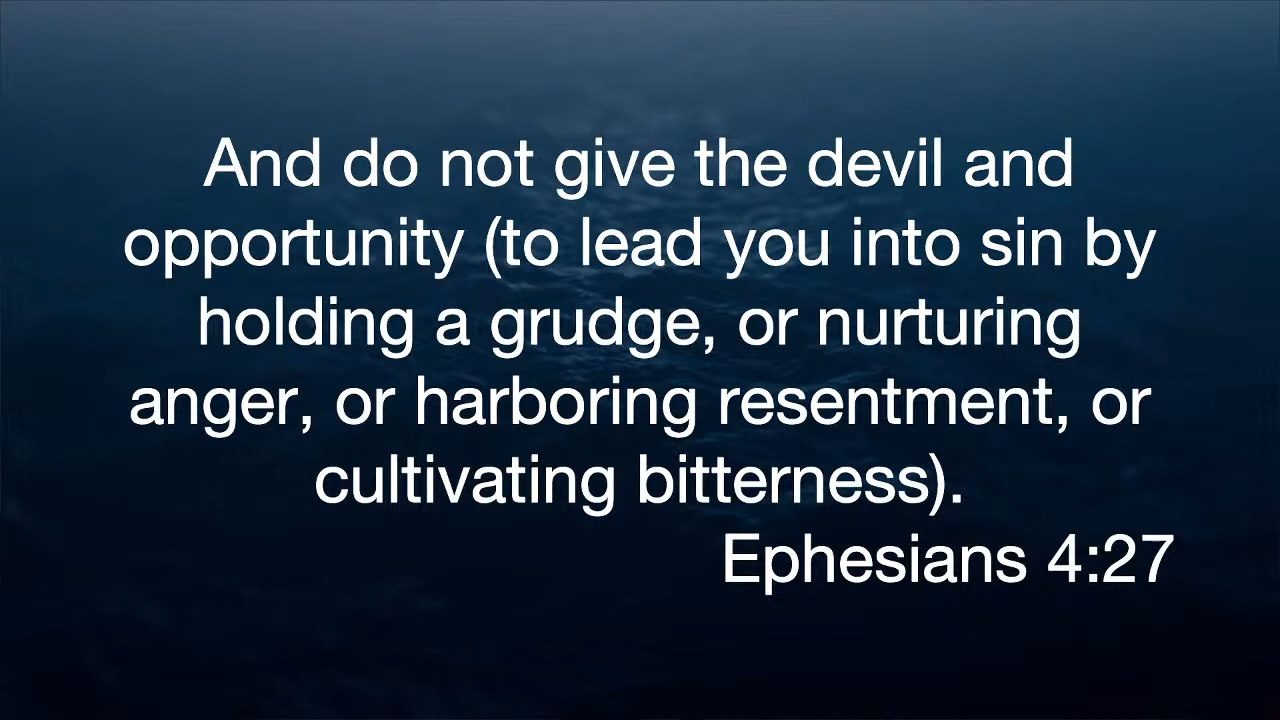 And do not give the devil and
opportunity (to lead you into sin by
holding a grudge, or nurturing
anger, or harboring resentment, or
cultivating bitterness).
Ephesians 4:27